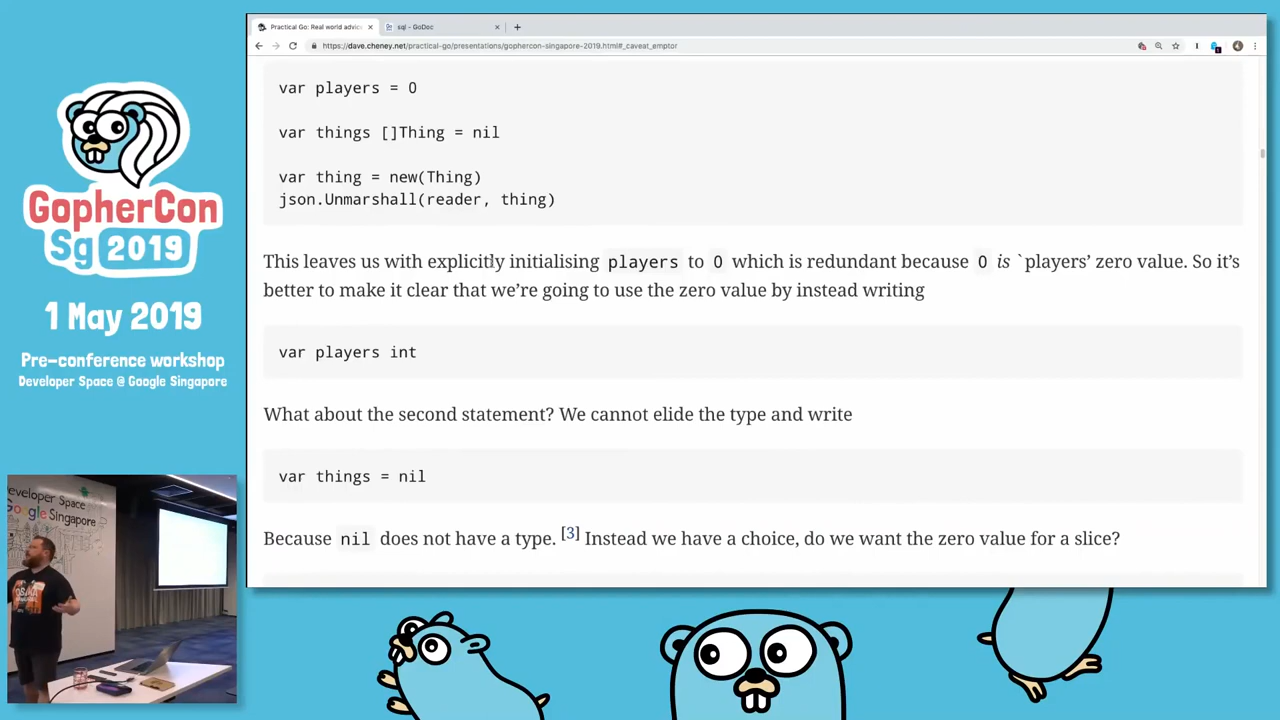 Practical Go: Real world advic
sql - GoDoc
https://dave.cheney.net/practical-go/presentations/gophercon-singapore-2019.html#_caveat_emptor
var players = 0
var things []Thing = nil
var thing = new(Thing)
json.Unmarshall(reader, thing)
This leaves us with explicitly initialising players to 0 which is redundant because 0 is `players’ zero value. So it’s
better to make it clear that we’re going to use the zero value by instead writing
var players int
What about the second statement? We cannot elide the type and write
var things = nil
Because nil does not have a type. [3] Instead we have a choice, do we want the zero value for a slice?
GopherCon
Sg 2019
1 May 2019
Pre-conference workshop
Developer Space @ Google Singapore
eveloper Space
Google Singapore